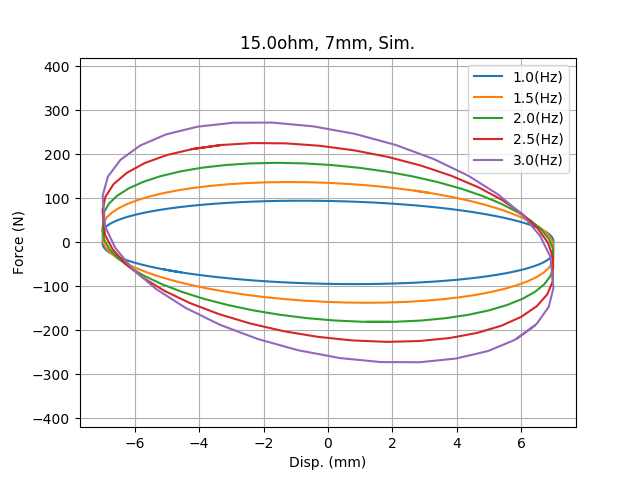 15.0ohm, 7mm, Sim.
400
300
200
100
0
−100
−200
−300
−400
Force (N)
1.0(Hz)
1.5(Hz)
2.0(Hz)
2.5(Hz)
3.0(Hz)
−6 −4 −2 0 2 4 6
Disp. (mm)